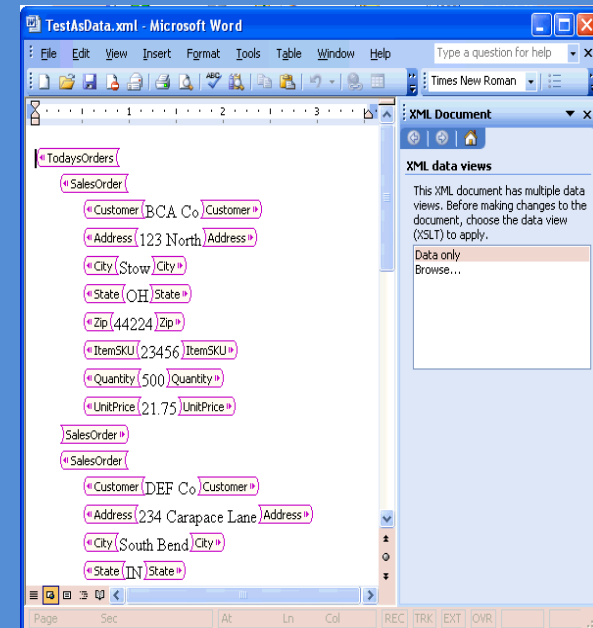 TestAsData.xml - Microsoft Word
File Edit View Insert Format Tools Table Window Help Type a question for help
Times New Roman
1 2 3
XML Document
XML data views
This XML document has multiple data
views. Before making changes to the
document, choose the data view
(XSLT) to apply.
Data only
Browse...
TodaysOrders
SalesOrder
Customer BCA Co Customer
Address 123 North Address
City Stow City
State OH State
Zip 44224 Zip
ItemSKU 23456 ItemSKU
Quantity 500 Quantity
UnitPrice 21.75 UnitPrice
SalesOrder
SalesOrder
Customer DEF Co Customer
Address 234 Carapace Lane Address
City South Bend City
State IN State
Page Sec At Ln Col REC TRK EXT OVR